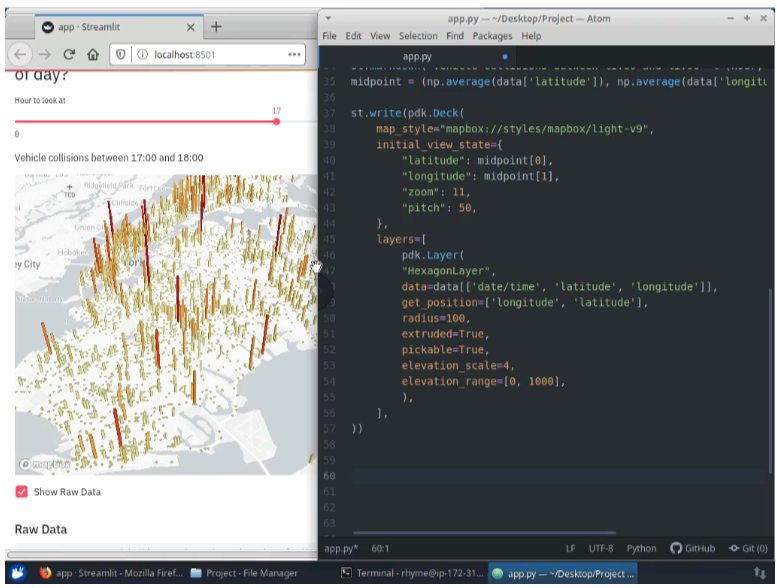 app · Streamlit
localhost:8501
of day?
Hour to look at
17
0
Vehicle collisions between 17:00 and 18:00
Ridgefield Park
Fort Lee
TEB
Cliffside
Union City
Hoboken
York
ey City
mapbox
Show Raw Data
Raw Data
app.py — ~/Desktop/Project — Atom
File Edit View Selection Find Packages Help
app.py
35 midpoint = (np.average(data['latitude']), np.average(data['longitu
36
37 st.write(pdk.Deck(
38 map_style="mapbox://styles/mapbox/light-v9",
39 initial_view_state={
40 "latitude": midpoint[0],
41 "longitude": midpoint[1],
42 "zoom": 11,
43 "pitch": 50,
44 },
45 layers=[
46 pdk.Layer(
47 "HexagonLayer",
48 data=data[['date/time', 'latitude', 'longitude']],
49 get_position=['longitude', 'latitude'],
50 radius=100,
51 extruded=True,
52 pickable=True,
53 elevation_scale=4,
54 elevation_range=[0, 1000],
55 ),
56 ],
57 ))
58
59
60
61
62
63
app.py* 60:1 LF UTF-8 Python GitHub Git (0)
app · Streamlit - Mozilla Firef... Project - File Manager Terminal - rhyme@ip-172-31... app.py — ~/Desktop/Project ...